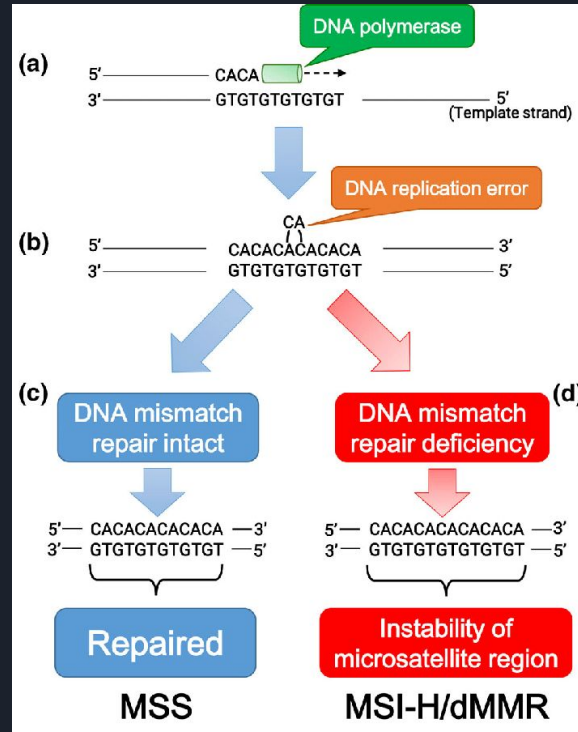 DNA polymerase
(a)
5' CACA
3' GTGTGTGTGTGT 5'
(Template strand)
DNA replication error
CA
(b)
5' CACACACACACA 3'
3' GTGTGTGTGTGT 5'
(c)
DNA mismatch
repair intact
5' CACACACACACA 3'
3' GTGTGTGTGTGT 5'
Repaired
MSS
(d)
DNA mismatch
repair deficiency
5' CACACACACACACA 3'
3' GTGTGTGTGTGTGT 5'
Instability of
microsatellite region
MSI-H/dMMR